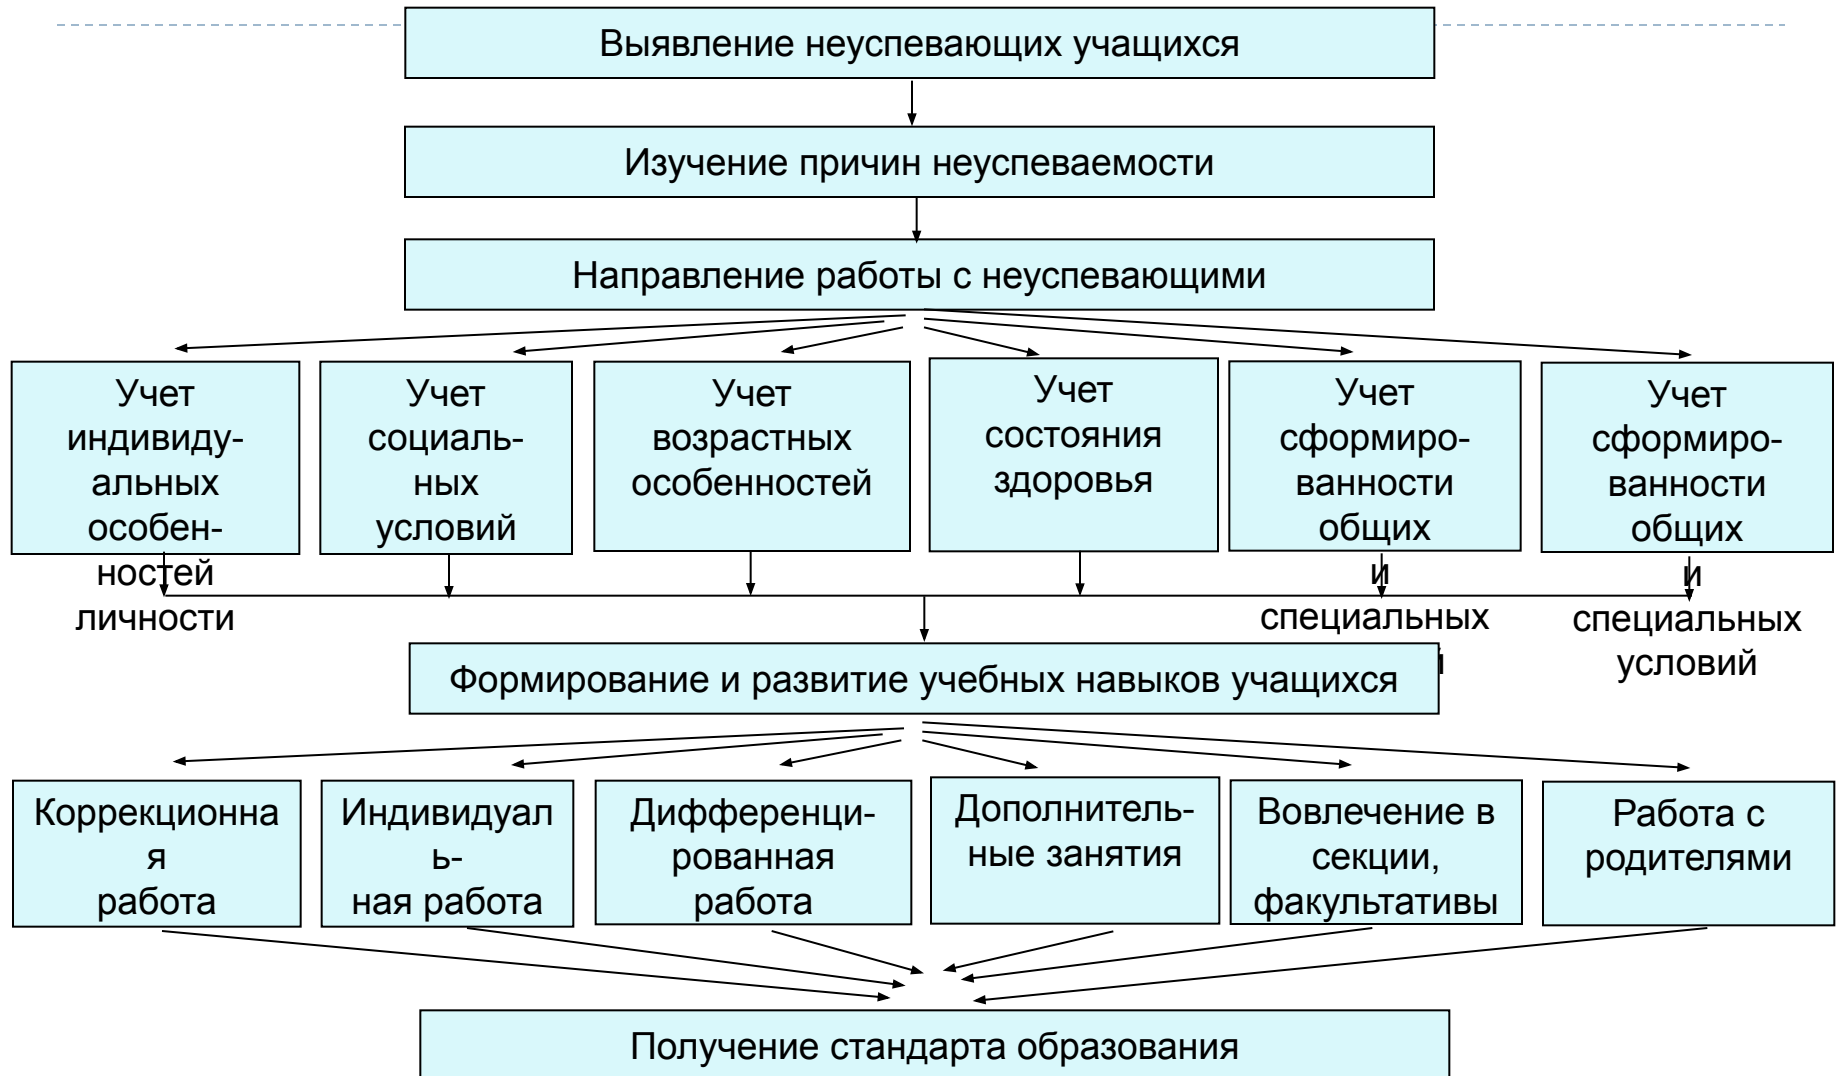 Выявление неуспевающих учащихся
Изучение причин неуспеваемости
Направление работы с неуспевающими
Учет
индивиду-
альных
особен-
ностей
личности
Учет
социаль-
ных
условий
Учет
возрастных
особенностей
Учет
состояния
здоровья
Учет
сформиро-
ванности
общих
и
специальных
Учет
сформиро-
ванности
общих
и
специальных
условий
Формирование и развитие учебных навыков учащихся
Коррекционна
я
работа
Индивидуал
ь-
ная работа
Дифференци-
рованная
работа
Дополнитель-
ные занятия
Вовлечение в
секции,
факультативы
Работа с
родителями
Получение стандарта образования